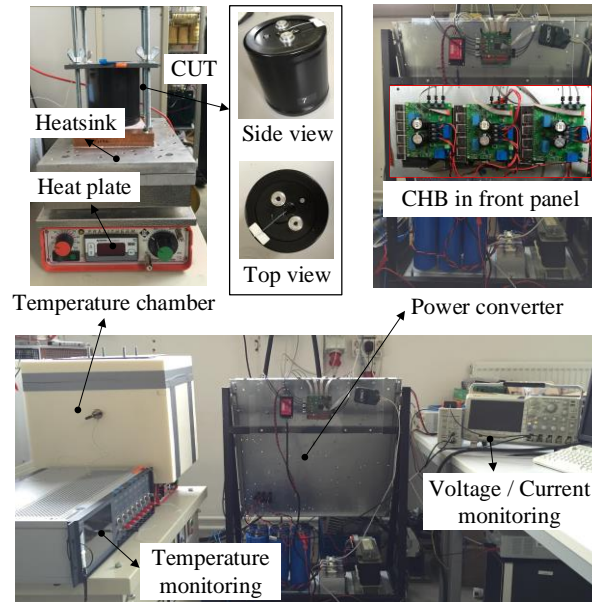 CUT
Side view
Heatsink
Heat plate
Top view
CHB in front panel
Temperature chamber
Power converter
Voltage / Current
monitoring
Temperature
monitoring
7